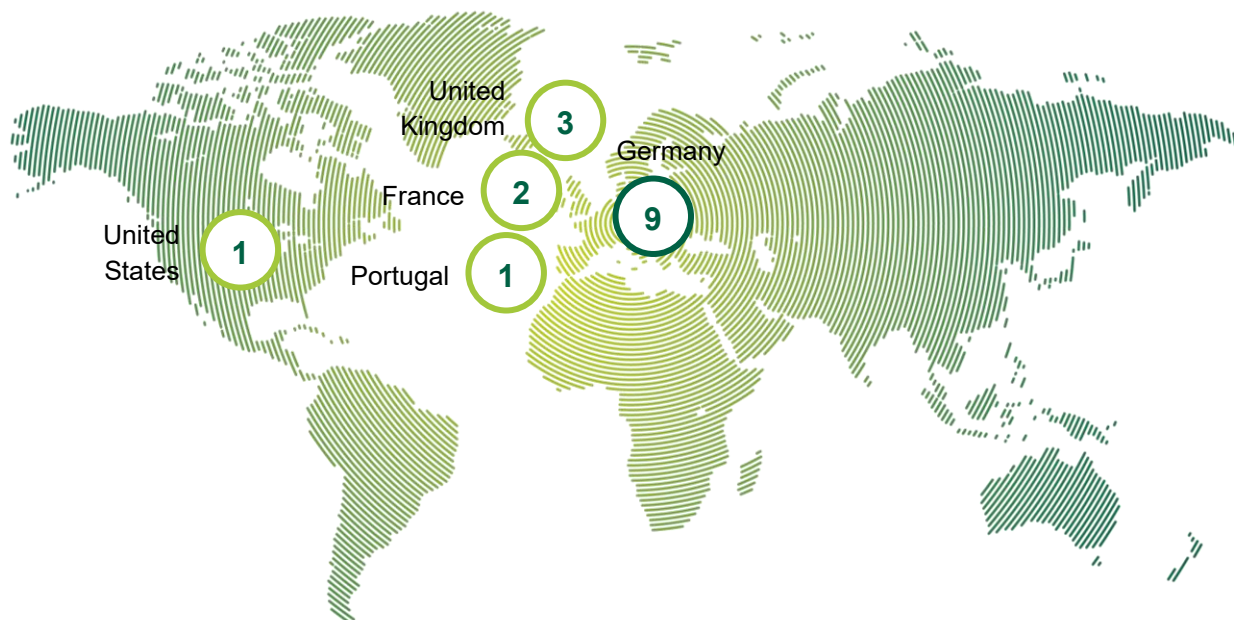 United
Kingdom
3
Germany
France
2
9
United
States
1
Portugal
1